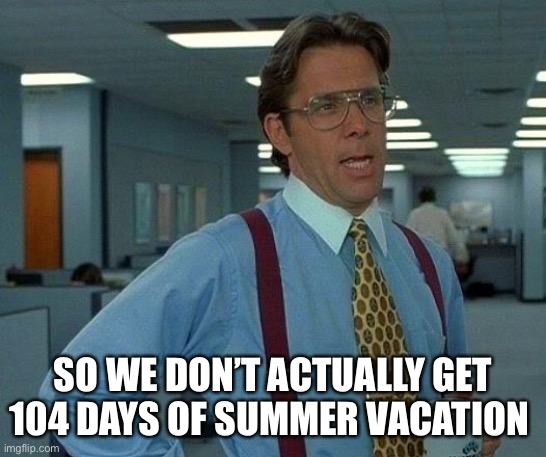 SO WE DON'T ACTUALLY GET
104 DAYS OF SUMMER VACATION
imgflip.com